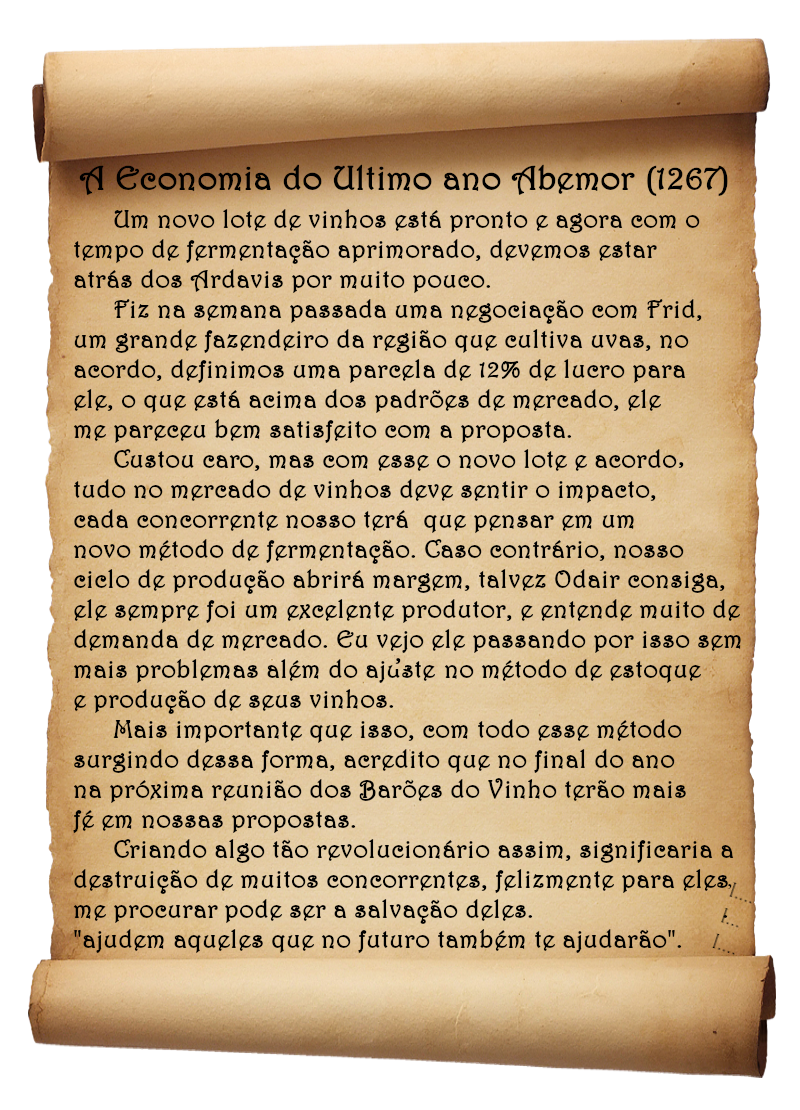 A Economia do Ultimo ano Abemor (1267)
Um novo lote de vinhos está pronto e agora com o
tempo de fermentação aprimorado, devemos estar
atrás dos Ardavis por muito pouco.
Fiz na semana passada uma negociação com Frid,
um grande fazendeiro da região que cultiva uvas, no
acordo, definimos uma parcela de 12% de lucro para
ele, o que está acima dos padrões de mercado, ele
me pareceu bem satisfeito com a proposta.
Custou caro, mas com esse o novo lote e acordo,
tudo no mercado de vinhos deve sentir o impacto,
cada concorrente nosso terá que pensar em um
novo método de fermentação. Caso contrário, nosso
ciclo de produção abrirá margem, talvez Odair consiga,
ele sempre foi um excelente produtor, e entende muito de
demanda de mercado. Eu vejo ele passando por isso sem
mais problemas além do ajuste no método de estoque
e produção de seus vinhos.
Mais importante que isso, com todo esse método
surgindo dessa forma, acredito que no final do ano
na próxima reunião dos Barões do Vinho terão mais
fé em nossas propostas.
Criando algo tão revolucionário assim, significaria a
destruição de muitos concorrentes, felizmente para eles,
me procurar pode ser a salvação deles.
"ajudem aqueles que no futuro também te ajudarão".